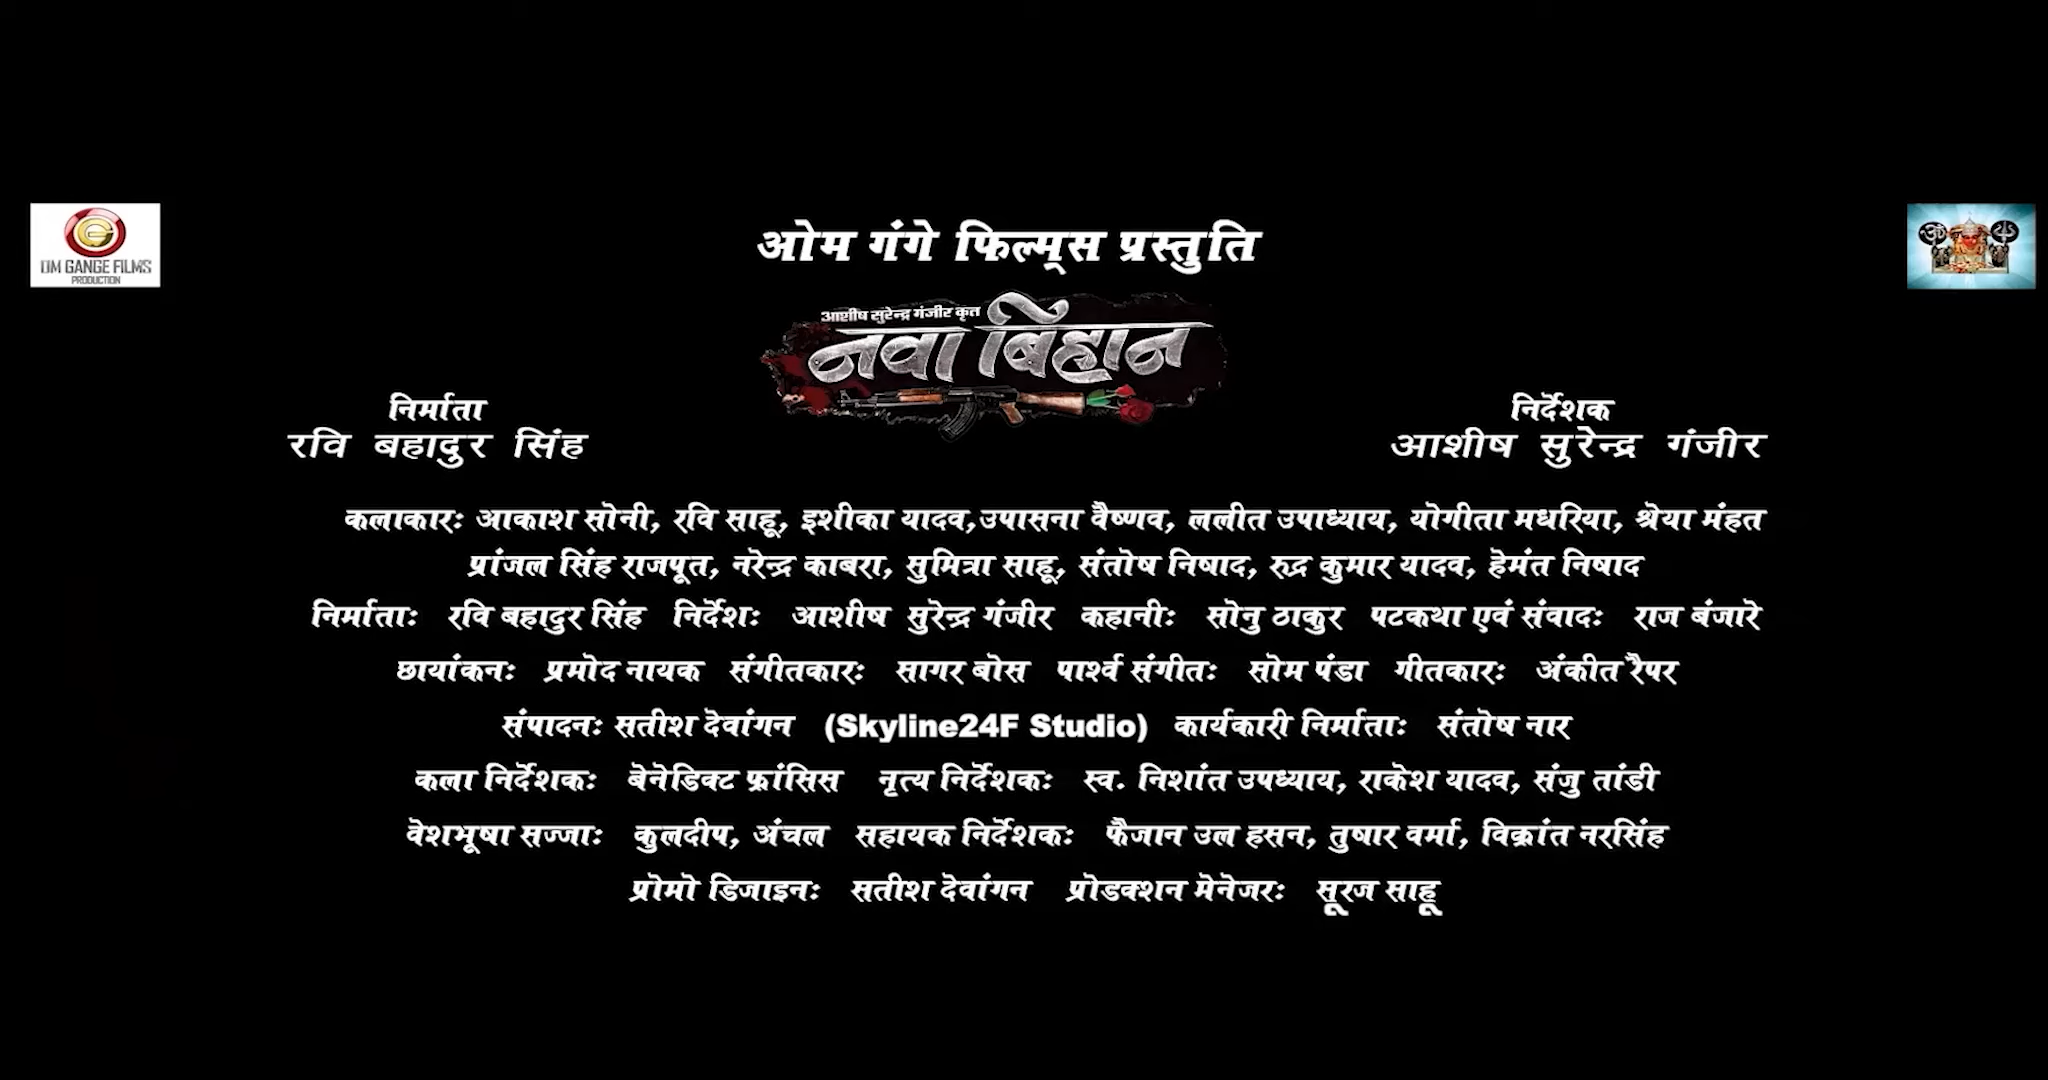 OM GANGE FILMS
PRODUCTION
ओम गंगे फिल्म्स प्रस्तुति
आशीष सुरेन्द्र गंजीर कृत
नवा बिहान
निर्माता
रवि बहादुर सिंह
निर्देशक
आशीष सुरेन्द्र गंजीर
कलाकारः आकाश सोनी, रवि साहू, इशीका यादव,उपासना वैष्णव, ललीत उपाध्याय, योगीता मधरिया, श्रेया मंहत
प्रांजल सिंह राजपूत, नरेन्द्र काबरा, सुमित्रा साहू, संतोष निषाद, रुद्र कुमार यादव, हेमंत निषाद
निर्माताः रवि बहादुर सिंह निर्देशः आशीष सुरेन्द्र गंजीर कहानीः सोनु ठाकुर पटकथा एवं संवादः राज बंजारे
छायांकनः प्रमोद नायक संगीतकारः सागर बोस पार्श्व संगीतः सोम पंडा गीतकारः अंकीत रैपर
संपादनः सतीश देवांगन (Skyline24F Studio) कार्यकारी निर्माताः संतोष नार
कला निर्देशकः बेनेडिक्ट फ्रांसिस नृत्य निर्देशकः स्व. निशांत उपध्याय, राकेश यादव, संजु तांडी
वेशभूषा सज्जाः कुलदीप, अंचल सहायक निर्देशकः फैजान उल हसन, तुषार वर्मा, विक्रांत नरसिंह
प्रोमो डिजाइनः सतीश देवांगन प्रोडक्शन मेनेजरः सूरज साहू